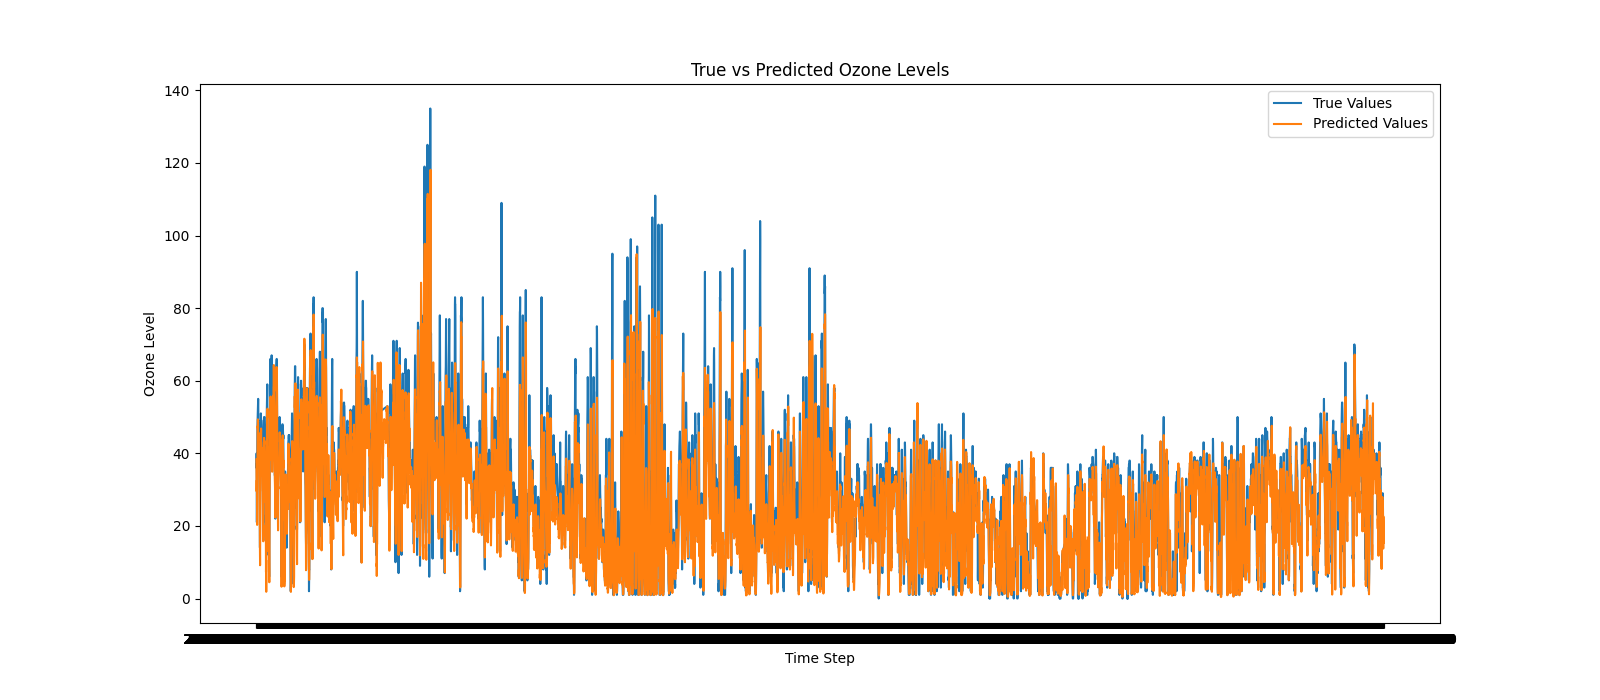 True vs Predicted Ozone Levels
140
120
100
80
60
40
20
0
Ozone Level
True Values
Predicted Values
Time Step